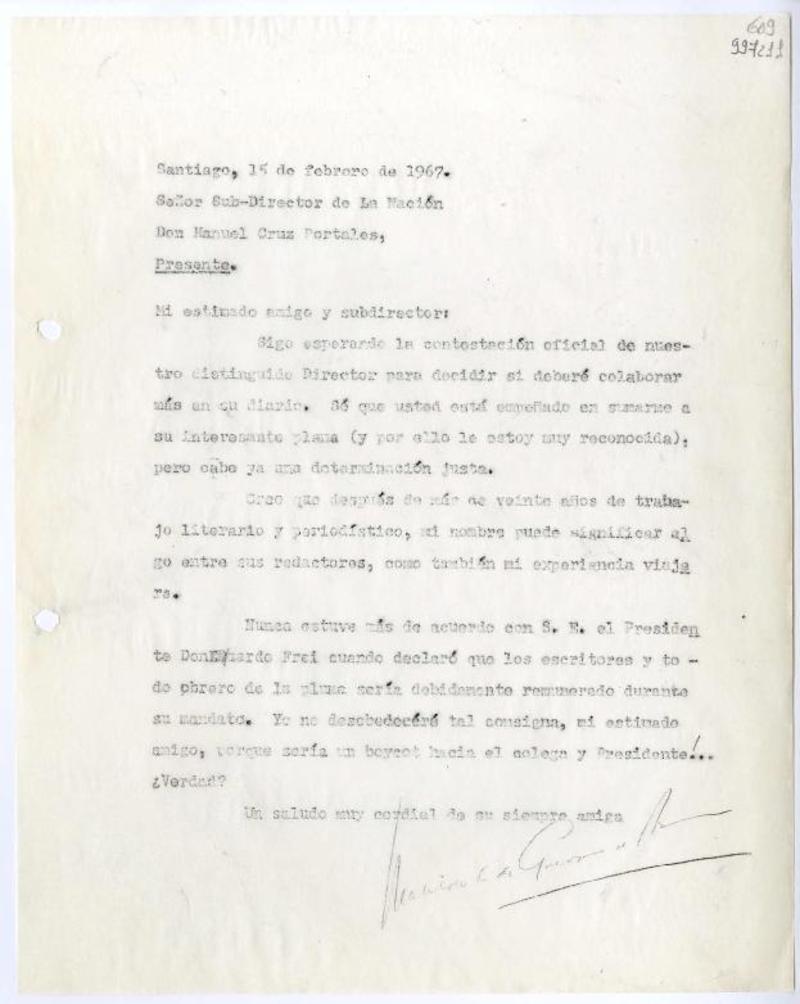 609
997211
Santiago, 15 de febrero de 1967.
Señor Sub-Director de La Nación
Don Manuel Cruz Portales,
Presente.
Mi estimado amigo y subdirector:
Sigo esperando la contestación oficial de nues-
tro distinguido Director para decidir si deberé colaborar
más en su diario. Sé que usted está empeñado en sumarme a
su interesante plana (y por ello le estoy muy reconocida),
pero cabe ya una determinación justa.
Creo que después de más de veinte años de traba-
jo literario y periodístico, mi nombre puede significar al
go entre sus redactores, como también mi experiencia viaje
ra.
Nunca estuve más de acuerdo con S. E. el Presiden
te Don Eduardo Frei cuando declaró que los escritores y to -
do obrero de la pluma sería debidamente remunerado durante
su mandato. Yo no desobedeceré tal consigna, mi estimado
amigo, porque sería un boycot hacia el colega y Presidente!...
¿Verdad?
Un saludo muy cordial de su siempre amiga